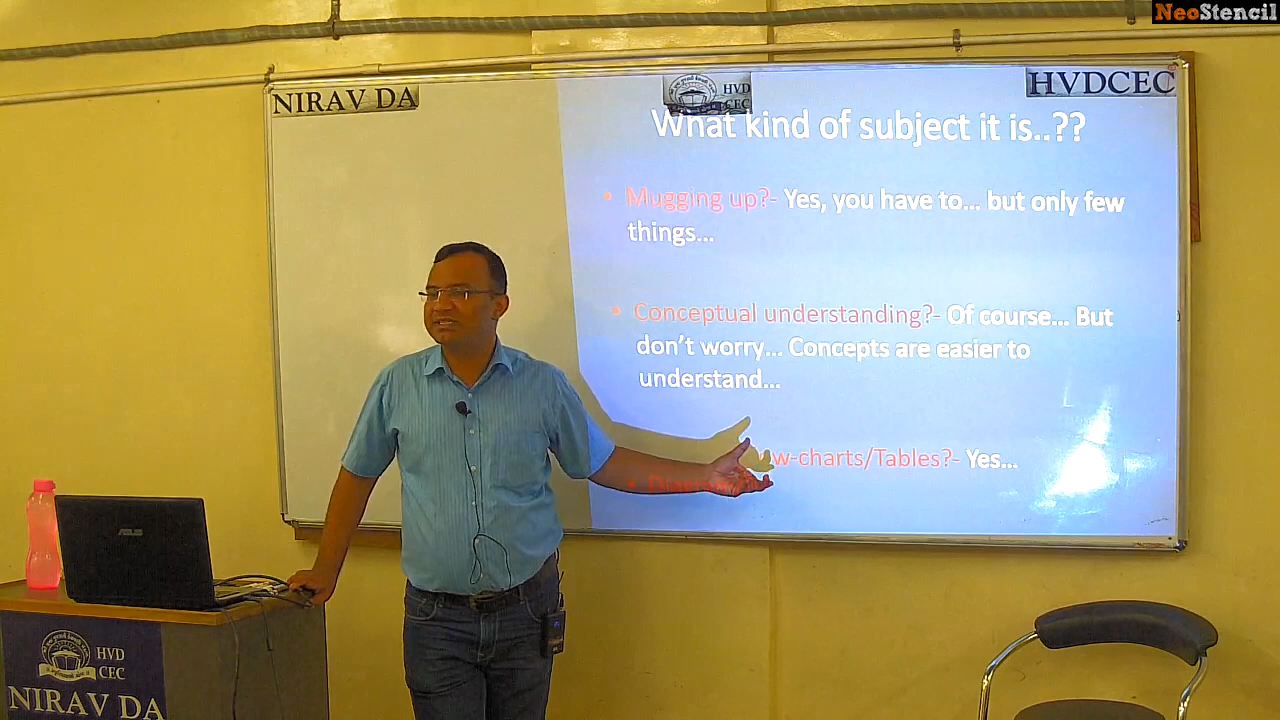 NeoStencil
NIRAV DA
HVD
CEC
HVDCEC
What kind of subject it is..??
• Mugging up?- Yes, you have to... but only few
things...
• Conceptual understanding?- Of course... But
don't worry... Concepts are easier to
understand...
w-charts/Tables?- Yes...
ASUS
HVD
CEC
NIRAV DA